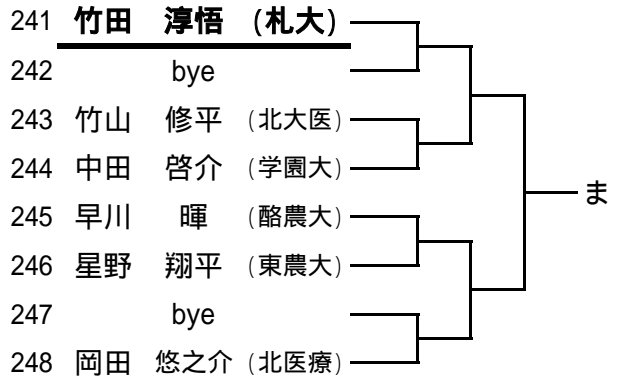 241 竹田 淳悟 (札大)
242 bye
243 竹山 修平 (北大医)
244 中田 啓介 (学園大)
245 早川 暉 (酪農大)
246 星野 翔平 (東農大)
247 bye
248 岡田 悠之介 (北医療)
ま